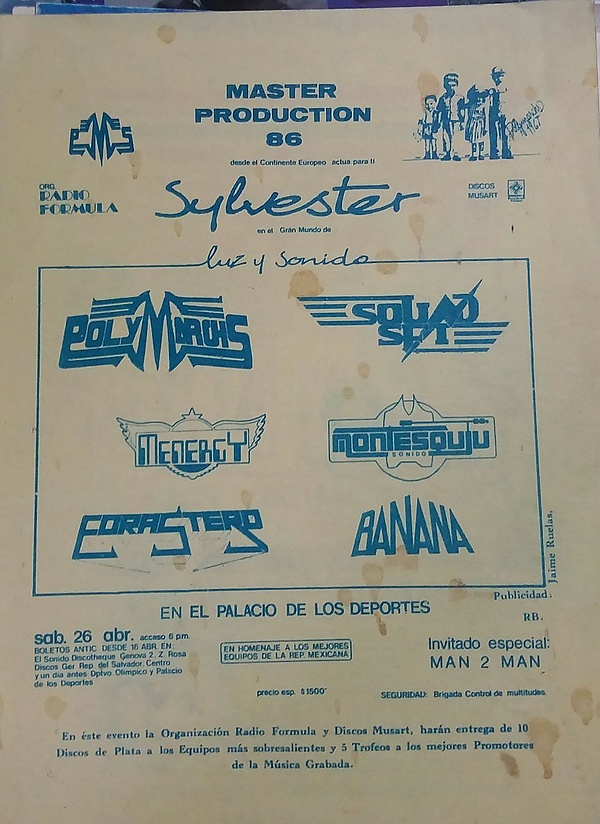 MASTER
PRODUCTION
86
desde el Continente Europeo actua para ti
ems
ORG.
RADIO
FORMULA
Sylvester
DISCOS
MUSART
en el Gran Mundo de
luz y sonido
POLYMARCHS
SOUND
SET
MENERGY
MONTESQUIU
SONIDO
FORASTERO
BANANA
Jaime Ruelas.
Publicidad.
RB.
EN EL PALACIO DE LOS DEPORTES
sab. 26 abr. acceso 6 p.m.
BOLETOS ANTIC. DESDE 16 ABR. EN:
El Sonido Discotheque Genova 2, Z. Rosa
Discos Ger Rep. del Salvador. Centro
y un dia antes Dptvo. Olimpico y Palacio
de los Deportes
EN HOMENAJE A LOS MEJORES
EQUIPOS DE LA REP. MEXICANA
Invitado especial:
MAN 2 MAN
precio esp. $1500
SEGURIDAD: Brigada Control de multitudes.
En éste evento la Organización Radio Formula y Discos Musart, harán entrega de 10
Discos de Plata a los Equipos más sobresalientes y 5 Trofeos a los mejores Promotores
de la Música Grabada.